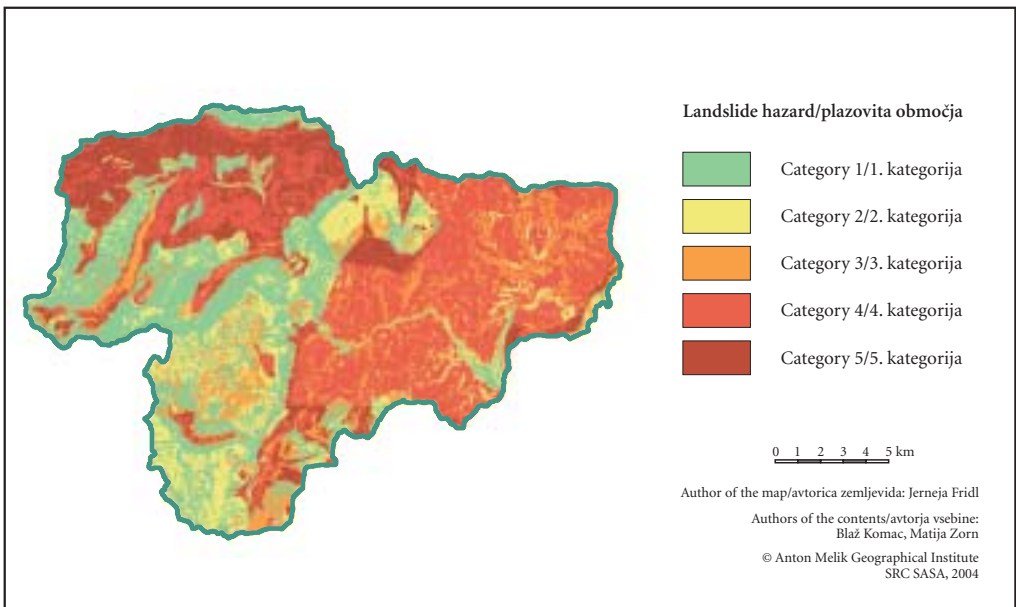 Landslide hazard/plazovita območja
Category 1/1. kategorija
Category 2/2. kategorija
Category 3/3. kategorija
Category 4/4. kategorija
Category 5/5. kategorija
0 1 2 3 4 5 km
Author of the map/avtorica zemljevida: Jerneja Fridl
Authors of the contents/avtorja vsebine:
Blaž Komac, Matija Zorn
© Anton Melik Geographical Institute
SRC SASA, 2004